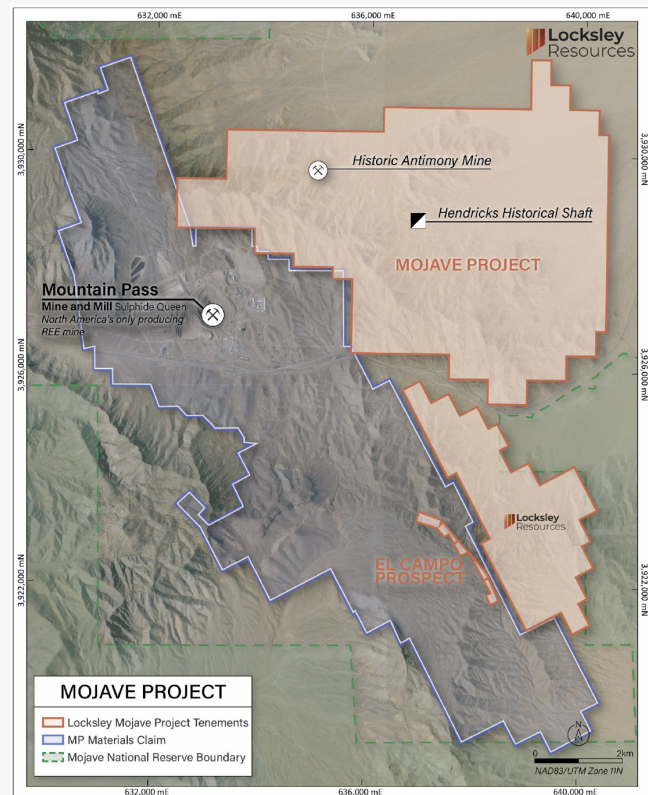 632,000 mE
636,000 mE
640,000 mE
Locksley
Resources
3,930,000 mN
3,930,000 mN
Historic Antimony Mine
Hendricks Historical Shaft
MOJAVE PROJECT
Mountain Pass
Mine and Mill Sulphide Queen
North America's only producing
REE mine
3,926,000 mN
3,926,000 mN
Locksley
Resources
EL CAMPO
PROSPECT
3,922,000 mN
3,922,000 mN
MOJAVE PROJECT
Locksley Mojave Project Tenements
MP Materials Claim
Mojave National Reserve Boundary
N
0 2km
NAD83/UTM Zone 11N
632,000 mE
636,000 mE
640,000 mE